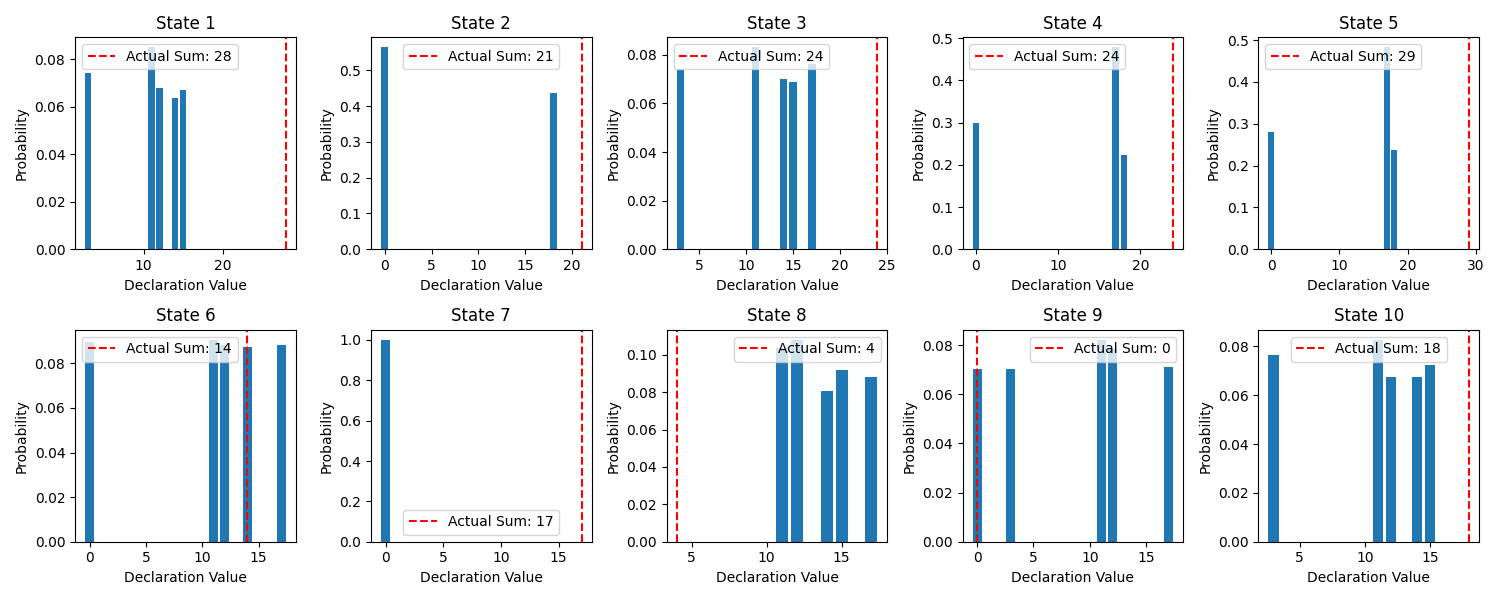 State 1
State 2
State 3
State 4
State 5
Actual Sum: 28
Actual Sum: 21
Actual Sum: 24
Actual Sum: 24
Actual Sum: 29
Probability
0.08
0.06
0.04
0.02
0.00
10
20
Declaration Value
Probability
0.5
0.4
0.3
0.2
0.1
0.0
0
5
10
15
20
Declaration Value
Probability
0.08
0.06
0.04
0.02
0.00
5
10
15
20
25
Declaration Value
Probability
0.5
0.4
0.3
0.2
0.1
0.0
0
10
20
Declaration Value
Probability
0.5
0.4
0.3
0.2
0.1
0.0
0
10
20
30
Declaration Value
State 6
State 7
State 8
State 9
State 10
Actual Sum: 14
Actual Sum: 17
Actual Sum: 4
Actual Sum: 0
Actual Sum: 18
Probability
0.08
0.06
0.04
0.02
0.00
0
5
10
15
Declaration Value
Probability
1.0
0.8
0.6
0.4
0.2
0.0
0
5
10
15
Declaration Value
Probability
0.10
0.08
0.06
0.04
0.02
0.00
5
10
15
Declaration Value
Probability
0.08
0.06
0.04
0.02
0.00
0
5
10
15
Declaration Value
Probability
0.08
0.06
0.04
0.02
0.00
5
10
15
Declaration Value